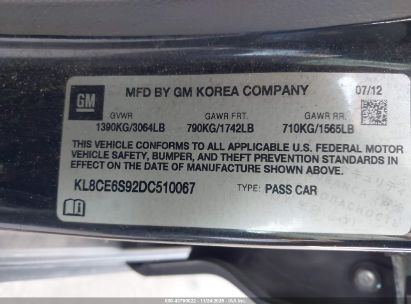 MFD BY GM KOREA COMPANY 07/12
GM
GVWR GAWR FRT. GAWR RR.
1390KG/3064LB 790KG/1742LB 710KG/1565LB
THIS VEHICLE CONFORMS TO ALL APPLICABLE U.S. FEDERAL MOTOR
VEHICLE SAFETY, BUMPER, AND THEFT PREVENTION STANDARDS IN
EFFECT ON THE DATE OF MANUFACTURE SHOWN ABOVE.
KL8CE6S92DC510067 TYPE: PASS CAR